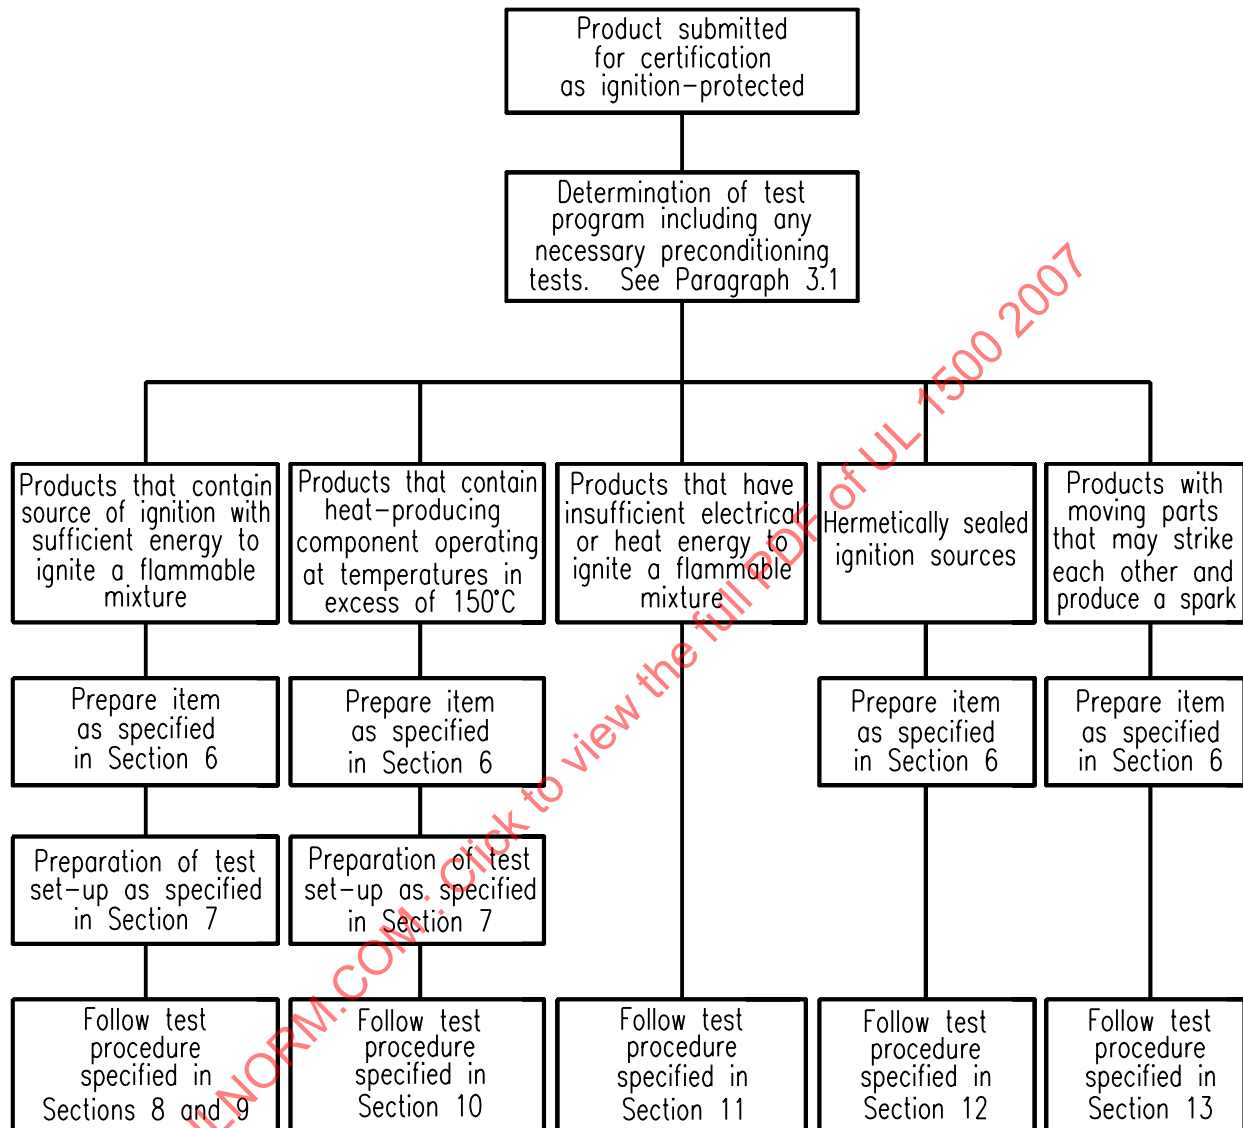 Product submitted
for certification
as ignition-protected
Determination of test
program including any
necessary preconditioning
tests. See Paragraph 3.1
Products that contain
source of ignition with
sufficient energy to
ignite a flammable
mixture
Products that contain
heat-producing
component operating
at temperatures in
excess of 150°C
Products that have
insufficient electrica
or heat energy to
ignite a flammable
mixture
Hermetically sealed
ignition sources
Products with
moving parts
that may strike
each other and
produce a spark
Prepare item
as specified
in Section 6
Prepare item
as specified
in Section 6
Prepare item
as specified
in Section 6
Prepare item
as specified
in Section 6
Preparation of test
set-up as specified
in Section 7
Preparation of test
set-up as specified
in Section 7
Follow test
procedure
specified in
Sections 8 and 9
Follow test
procedure
specified in
Section 10
Follow test
procedure
specified in
Section 11
Follow test
procedure
specified in
Section 12
Follow test
procedure
specified in
Section 13
LNORM.COM : Click to view the full PDF of UL 1500 2007